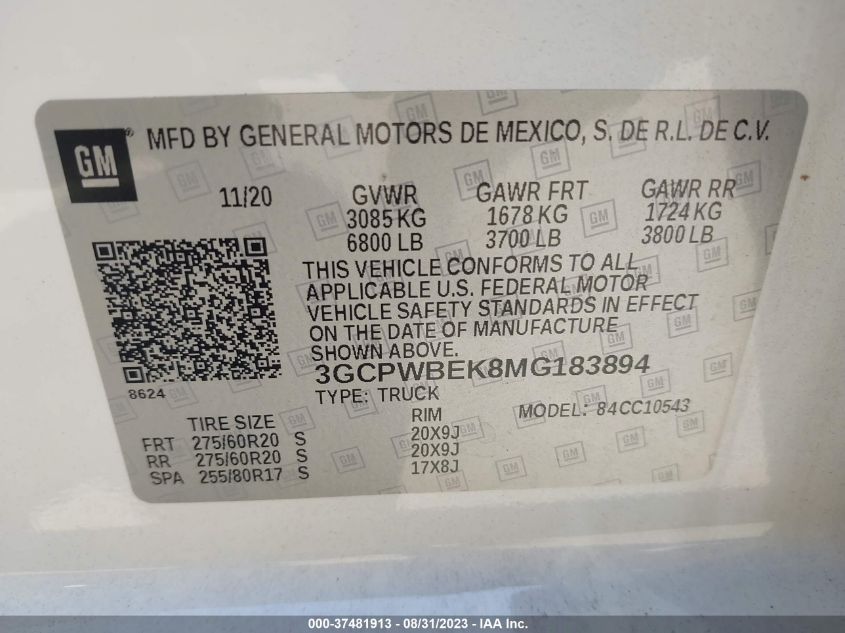 GM ® MFD BY GENERAL MOTORS DE MEXICO, S. DE R.L. DE C.V.
11/20 GVWR GAWR FRT GAWR RR
3085 KG 1678 KG 1724 KG
6800 LB 3700 LB 3800 LB
THIS VEHICLE CONFORMS TO ALL
APPLICABLE U.S. FEDERAL MOTOR
VEHICLE SAFETY STANDARDS IN EFFECT
ON THE DATE OF MANUFACTURE
SHOWN ABOVE.
3GCPWBEK8MG183894
8624 TYPE: TRUCK MODEL: 84CC10543
TIRE SIZE RIM
FRT 275/60R20 S 20X9J
RR 275/60R20 S 20X9J
SPA 255/80R17 S 17X8J
000-37481913 - 08/31/2023 - IAA Inc.